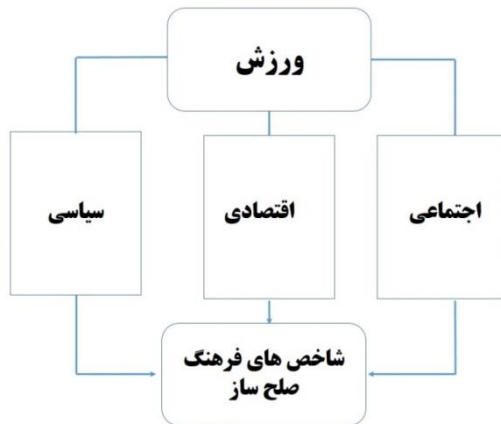 ورزش
اجتماعی
اقتصادی
سیاسی
شاخص های فرهنگ
صلح ساز